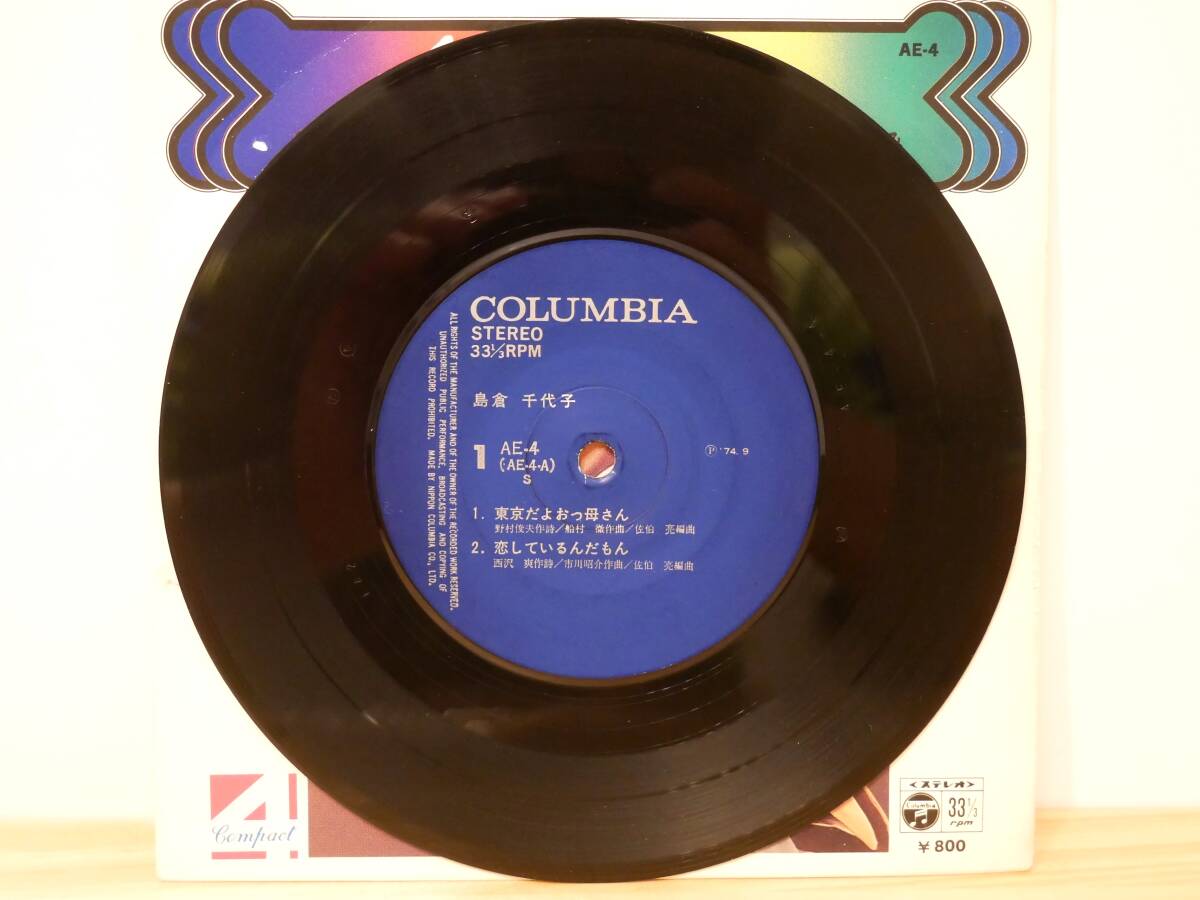 AE-4
COLUMBIA
STEREO
33⅓RPM
島倉 千代子
1
AE-4
(AE-4-A)
S
Ⓟ '74. 9
1. 東京だよおっ母さん
野村俊夫作詩/船村 徹作曲/佐伯 亮編曲
2. 恋しているんだもん
西沢 爽作詩/市川昭介作曲/佐伯 亮編曲
ALL RIGHTS OF THE MANUFACTURER AND OF THE OWNER OF THE RECORDED WORK RESERVED.
UNAUTHORIZED PUBLIC PERFORMANCE, BROADCASTING AND COPYING OF
THIS RECORD PROHIBITED. MADE BY NIPPON COLUMBIA CO., LTD.
4
Compact
<ステレオ>
Columbia
33⅓
rpm
¥800